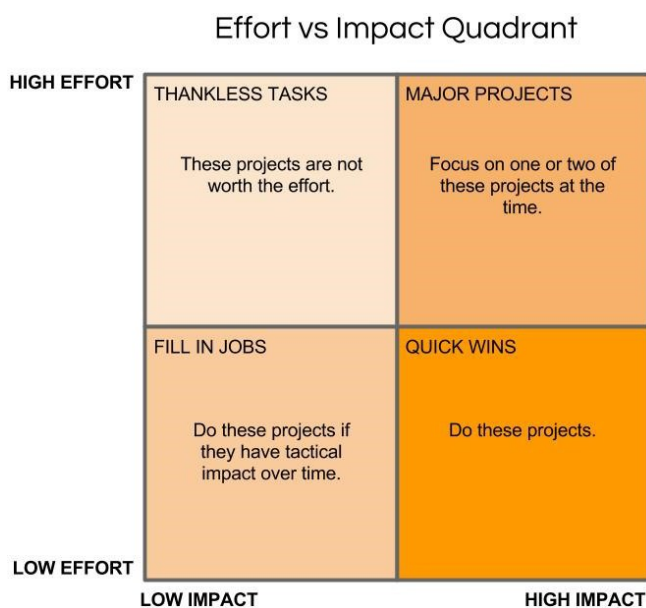 Effort vs Impact Quadrant
HIGH EFFORT
THANKLESS TASKS
These projects are not
worth the effort.
MAJOR PROJECTS
Focus on one or two of
these projects at the
time.
FILL IN JOBS
Do these projects if
they have tactical
impact over time.
QUICK WINS
Do these projects.
LOW EFFORT
LOW IMPACT
HIGH IMPACT